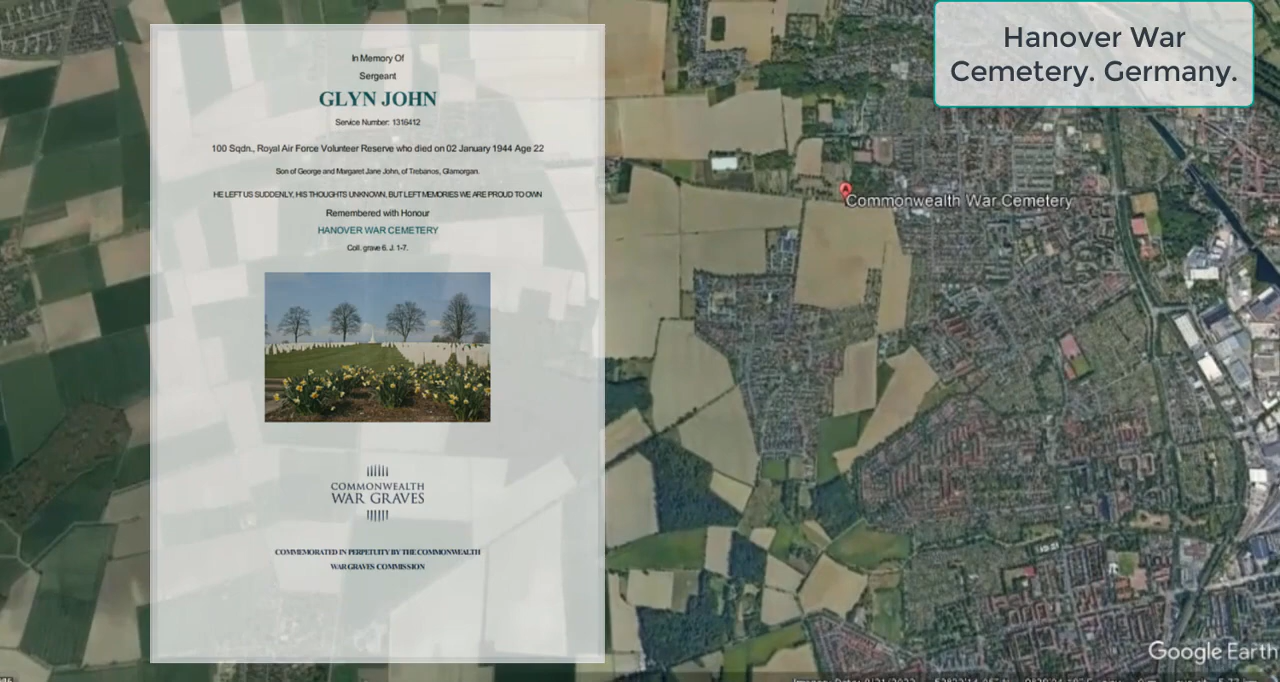 In Memory Of
Sergeant
GLYN JOHN
Service Number: 1316412
100 Sqdn., Royal Air Force Volunteer Reserve who died on 02 January 1944 Age 22
Son of George and Margaret Jane John, of Trebanos, Glamorgan.
HE LEFT US SUDDENLY, HIS THOUGHTS UNKNOWN, BUT LEFT MEMORIES WE ARE PROUD TO OWN
Remembered with Honour
HANOVER WAR CEMETERY
Coll. grave 6. J. 1-7.
COMMONWEALTH
WAR GRAVES
COMMEMORATED IN PERPETUITY BY THE COMMONWEALTH
WAR GRAVES COMMISSION
Hanover War
Cemetery. Germany.
Commonwealth War Cemetery
Google Earth